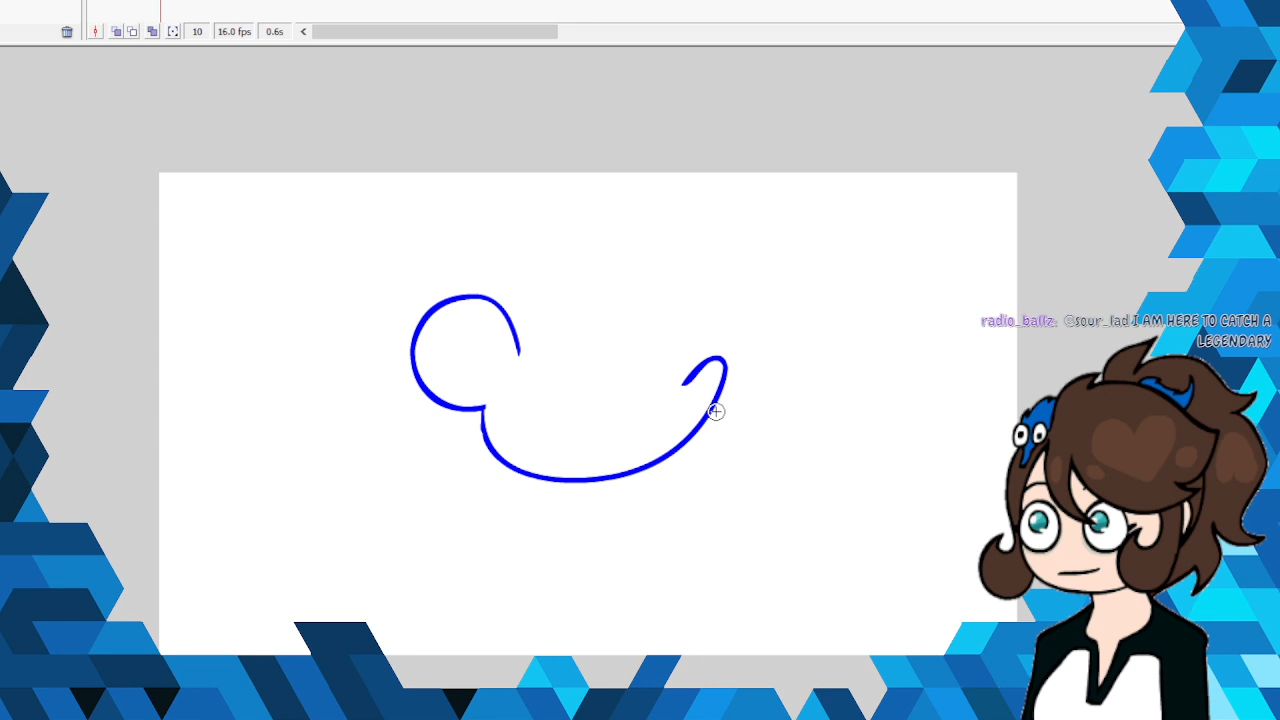 10 16.0 fps 0.6s
radio_ballz: @sour_lad I AM HERE TO CATCH A
LEGENDARY